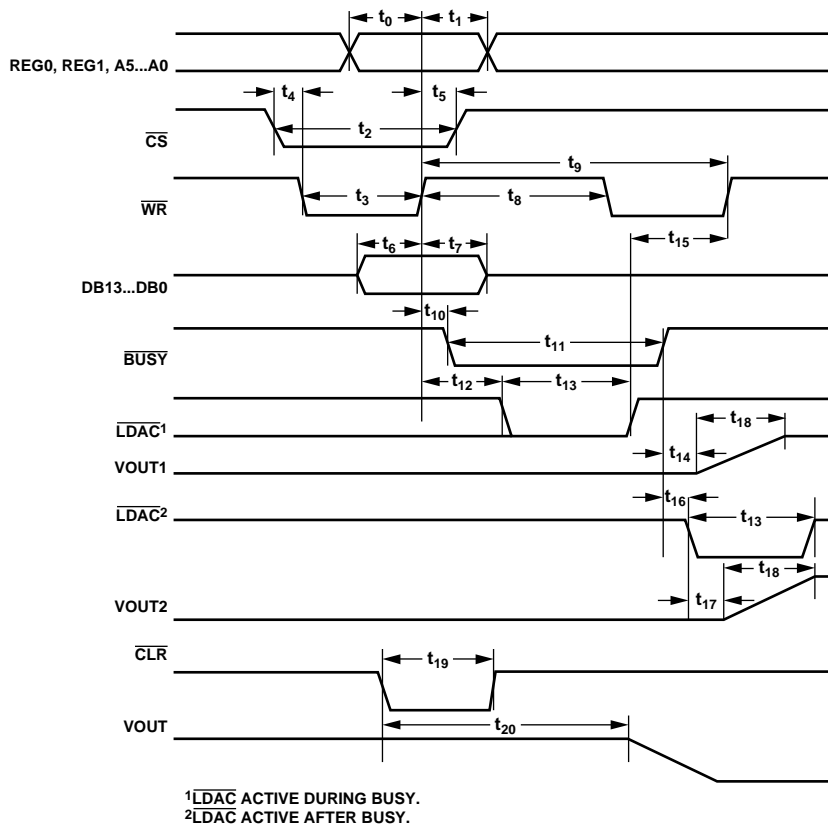 t0 t1
REG0, REG1, A5...A0
t4 t5
t2
CS
t9
WR
t3 t8
t15
t6 t7
DB13...DB0
t10
t11
BUSY
t12 t13
LDAC1
t18
t14
VOUT1
t16
LDAC2
t13
t18
VOUT2
t17
CLR
t19
VOUT
t20
1LDAC ACTIVE DURING BUSY.
2LDAC ACTIVE AFTER BUSY.